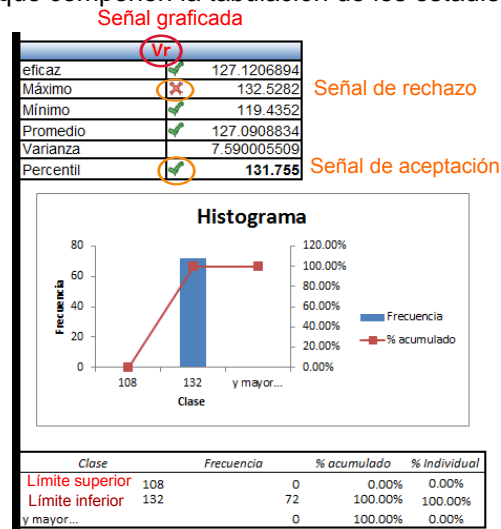 que componen la tabulación de los estadís
Señal graficada
Vr
eficaz 127.1206894
Máximo 132.5282
Señal de rechazo
Mínimo 119.4352
Promedio 127.0908834
Varianza 7.590005509
Percentil 131.755
Señal de aceptación
Histograma
80
60
40
20
0
Frecuencia
120.00%
100.00%
80.00%
60.00%
40.00%
20.00%
0.00%
108 132 y mayor...
Clase
Frecuencia
% acumulado
Clase Frecuencia % acumulado % Individual
Límite superior 108 0 0.00% 0.00%
Límite inferior 132 72 100.00% 100.00%
y mayor... 0 100.00% 0.00%